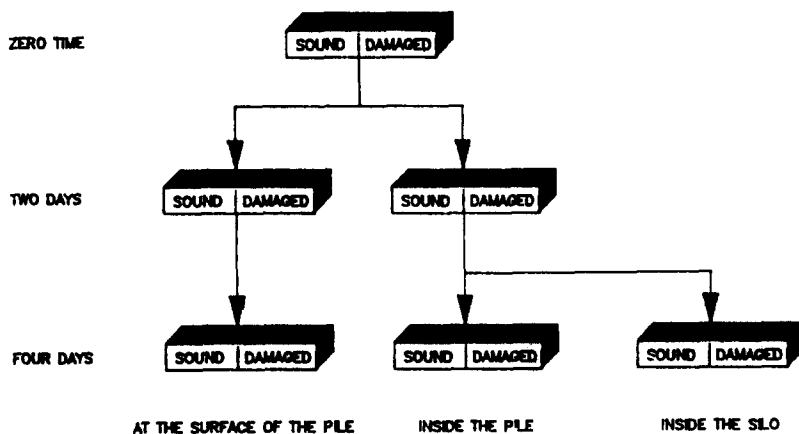 ZERO TIME
SOUND DAMAGED
TWO DAYS
SOUND DAMAGED
SOUND DAMAGED
FOUR DAYS
SOUND DAMAGED
SOUND DAMAGED
SOUND DAMAGED
AT THE SURFACE OF THE PILE
INSIDE THE PILE
INSIDE THE SILO